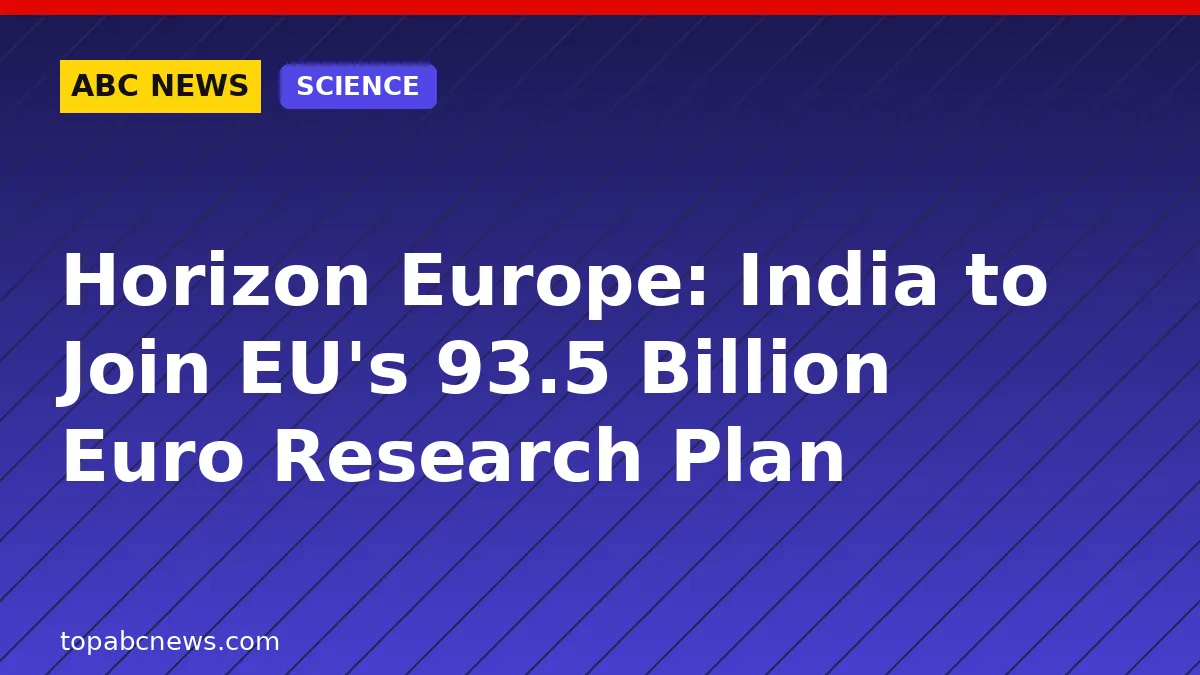 ABC NEWS
SCIENCE
Horizon Europe: India to
Join EU's 93.5 Billion
Euro Research Plan
topabcnews.com